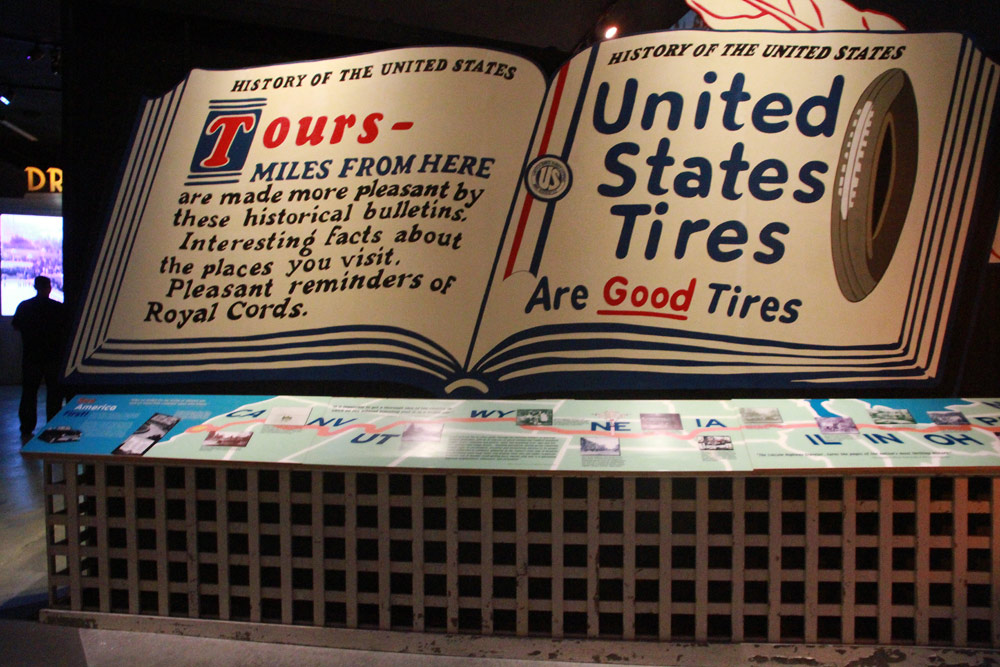 HISTORY OF THE UNITED STATES
Tours-
MILES FROM HERE
are made more pleasant by
these historical bulletins.
Interesting facts about
the places you visit.
Pleasant reminders of
Royal Cords.
HISTORY OF THE UNITED STATES
US
United
States
Tires
Are Good Tires
DR
America
First
CA
NV
UT
WY
NE
IA
IL
IN
OH